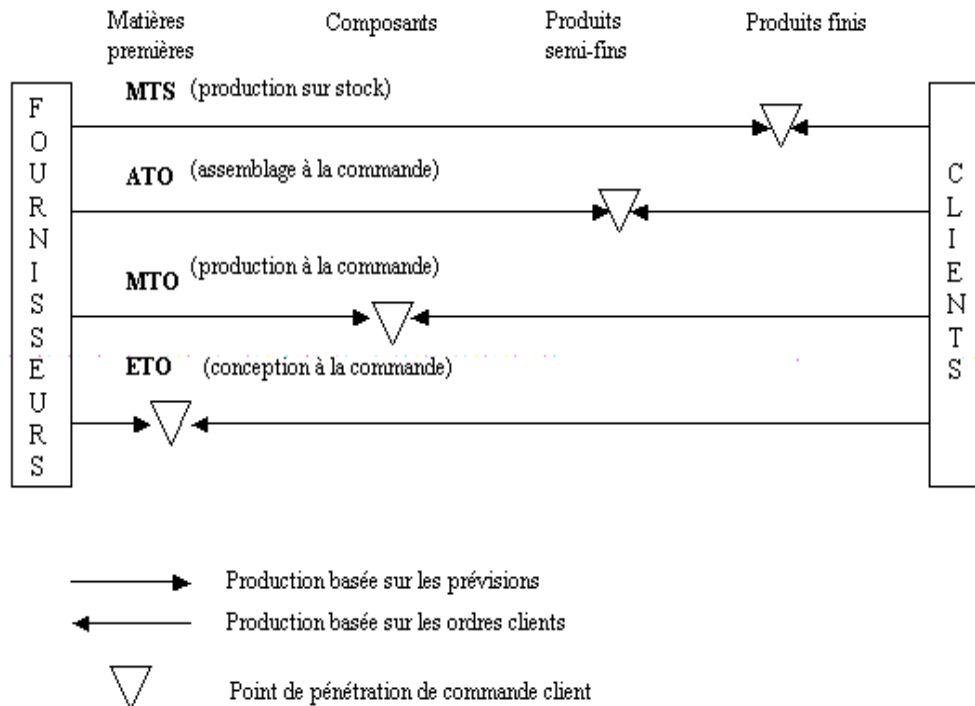 Matières premières
Composants
Produits semi-fins
Produits finis
FOURNISSEURS
CLIENTS
MTS (production sur stock)
ATO (assemblage à la commande)
MTO (production à la commande)
ETO (conception à la commande)
Production basée sur les prévisions
Production basée sur les ordres clients
Point de pénétration de commande client